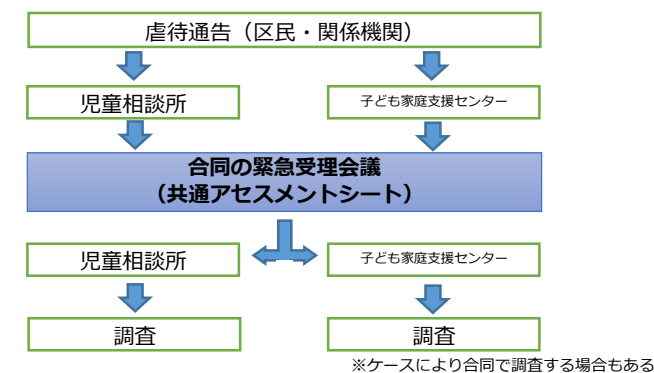 虐待通告（区民・関係機関）
児童相談所
子ども家庭支援センター
合同の緊急受理会議
（共通アセスメントシート）
児童相談所
子ども家庭支援センター
調査
調査
※ケースにより合同で調査する場合もある